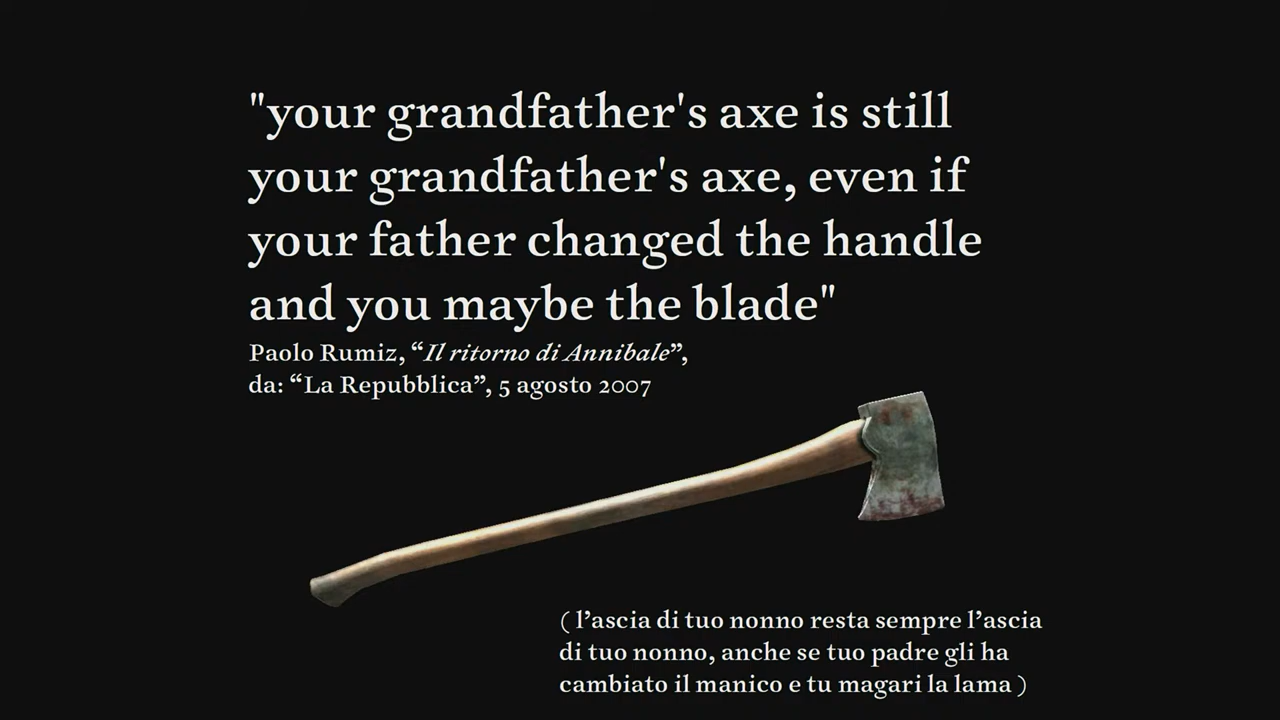 "your grandfather's axe is still
your grandfather's axe, even if
your father changed the handle
and you maybe the blade"
Paolo Rumiz, “Il ritorno di Annibale”,
da: “La Repubblica”, 5 agosto 2007
( l’ascia di tuo nonno resta sempre l’ascia
di tuo nonno, anche se tuo padre gli ha
cambiato il manico e tu magari la lama )